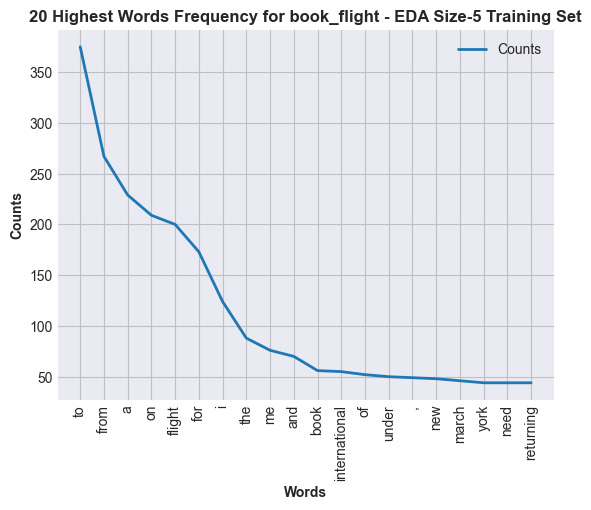 20 Highest Words Frequency for book_flight - EDA Size-5 Training Set
Counts
350
300
250
200
150
100
50
Counts
to
from
a
on
flight
for
i
the
me
and
book
international
of
under
,
new
march
york
need
returning
Words